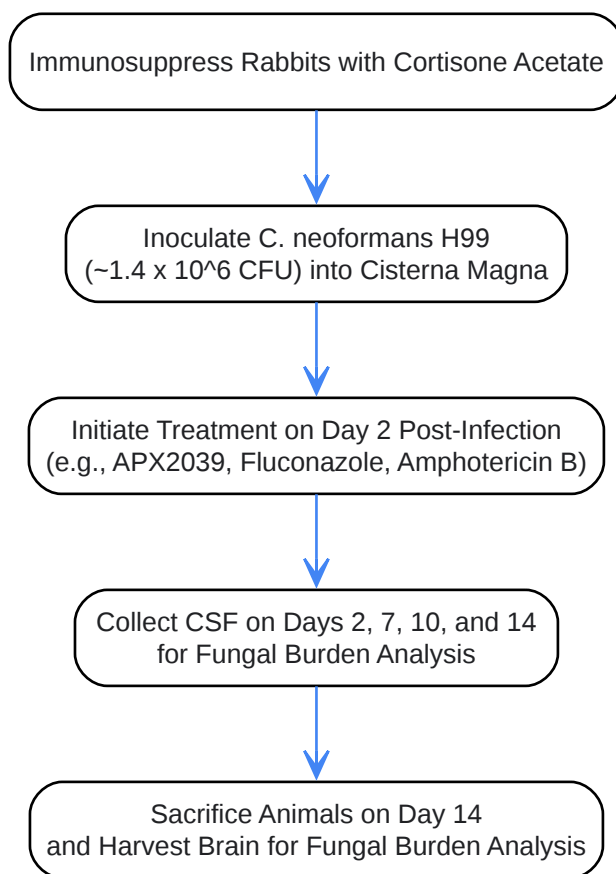 Immunosuppress Rabbits with Cortisone Acetate
Inoculate C. neoformans H99
(~1.4 x 10^6 CFU) into Cisterna Magna
Initiate Treatment on Day 2 Post-Infection
(e.g., APX2039, Fluconazole, Amphotericin B)
Collect CSF on Days 2, 7, 10, and 14
for Fungal Burden Analysis
Sacrifice Animals on Day 14
and Harvest Brain for Fungal Burden Analysis